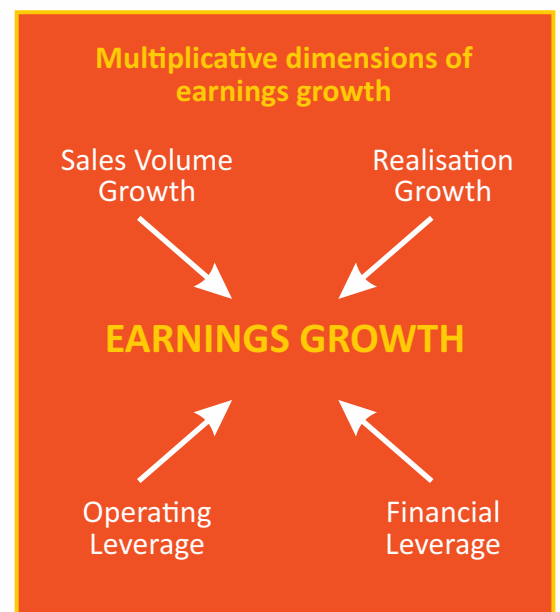 Multiplicative dimensions of
earnings growth
Sales Volume
Growth
Realisation
Growth
EARNINGS GROWTH
Operating
Leverage
Financial
Leverage